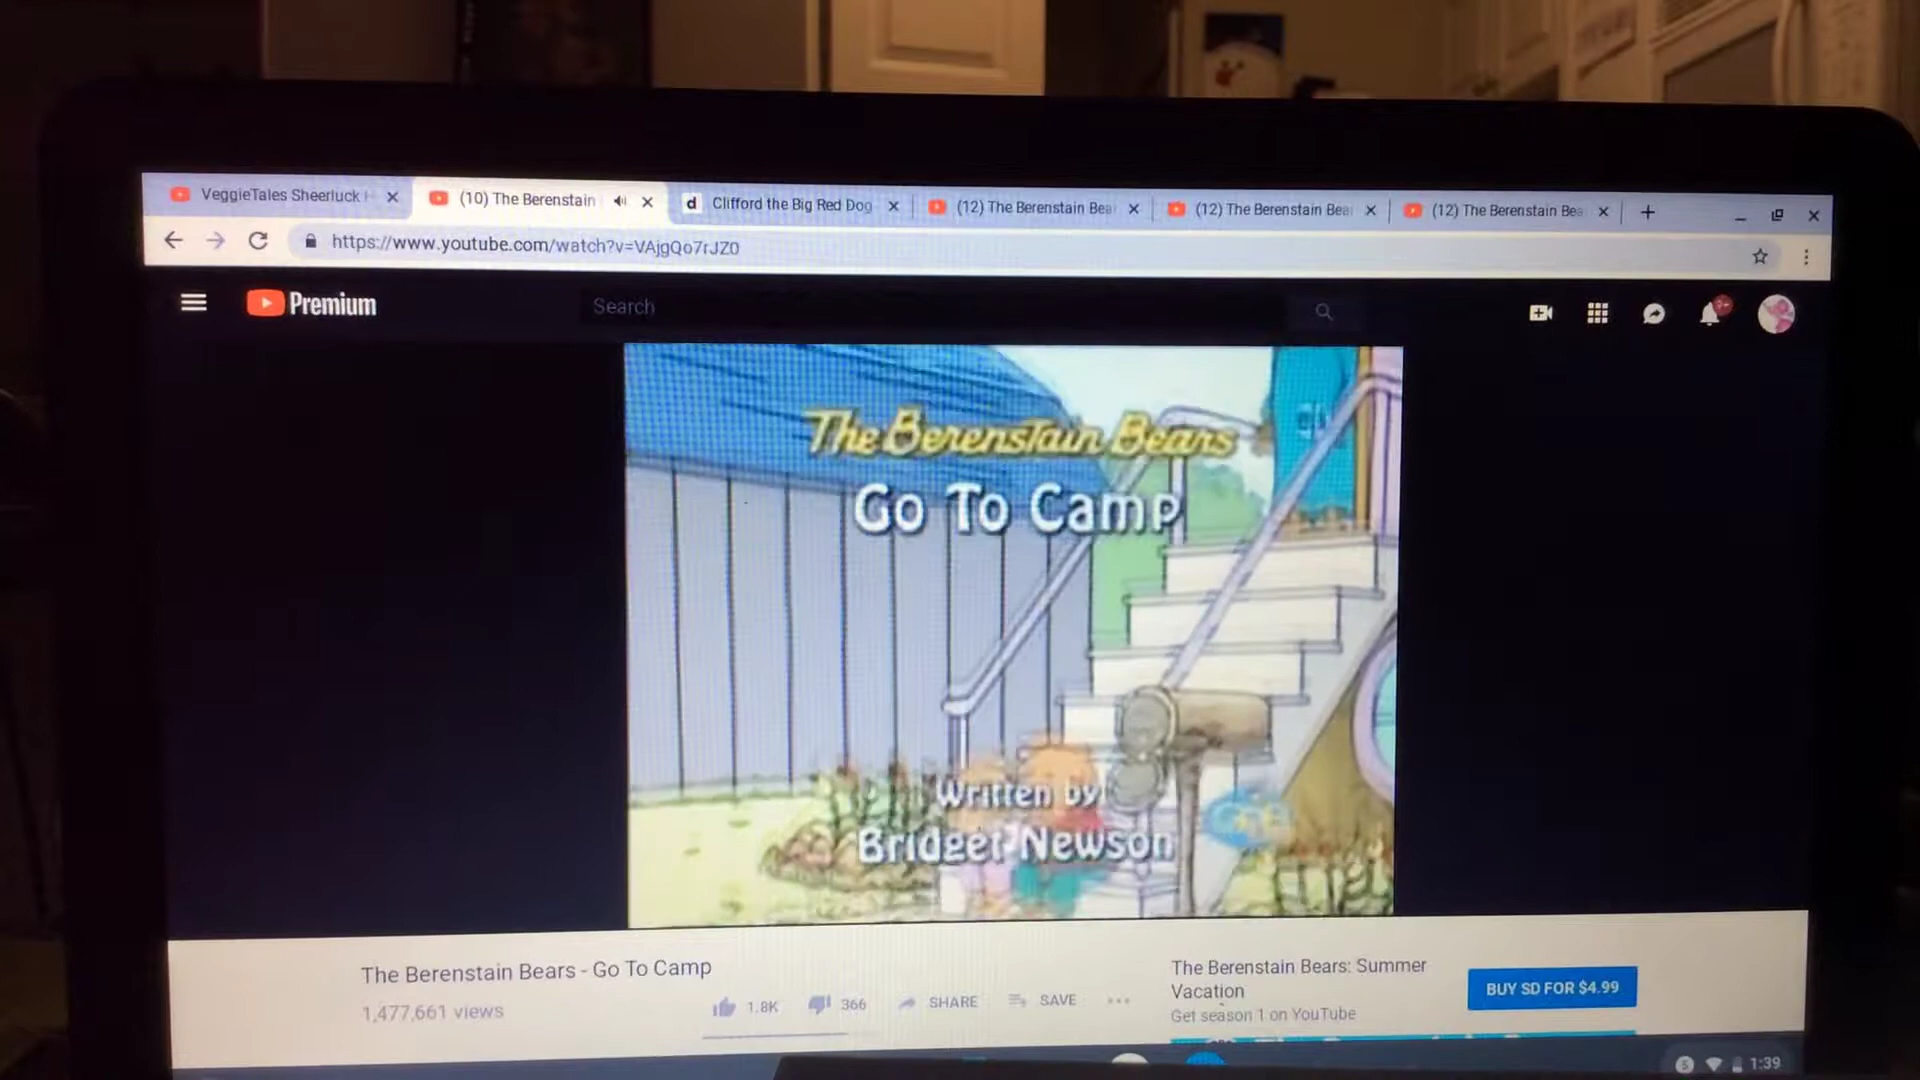 VeggieTales Sheerluck
(10) The Berenstain
d Clifford the Big Red Dog
(12) The Berenstain Bea
(12) The Berenstain Bea
(12) The Berenstain Bea
https://www.youtube.com/watch?v=VAjgQo7rJZ0
Premium
Search
9+
The Berenstain Bears
Go To Camp
Written by
Bridget Newson
The Berenstain Bears - Go To Camp
1,477,661 views
1.8K
366
SHARE
SAVE
The Berenstain Bears: Summer
Vacation
Get season 1 on YouTube
BUY SD FOR $4.99
1:39